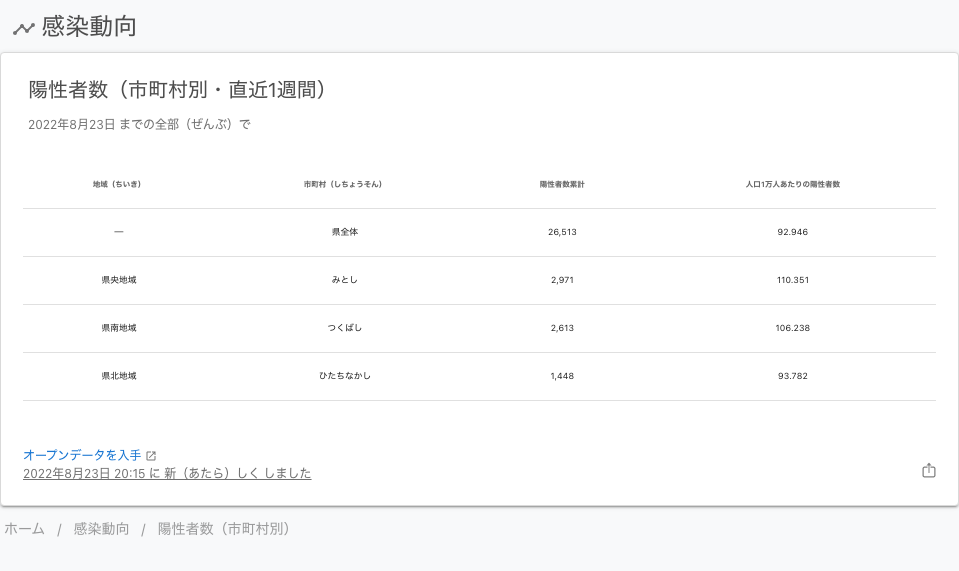 感染動向
陽性者数（市町村別・直近1週間）
2022年8月23日 までの全部（ぜんぶ）で
地域（ちいき） 市町村（しちょうそん） 陽性者数累計 人口1万人あたりの陽性者数
— 県全体 26,513 92.946
県央地域 みとし 2,971 110.351
県南地域 つくばし 2,613 106.238
県北地域 ひたちなかし 1,448 93.782
オープンデータを入手
2022年8月23日 20:15 に 新（あたら）しく しました
ホーム / 感染動向 / 陽性者数（市町村別）